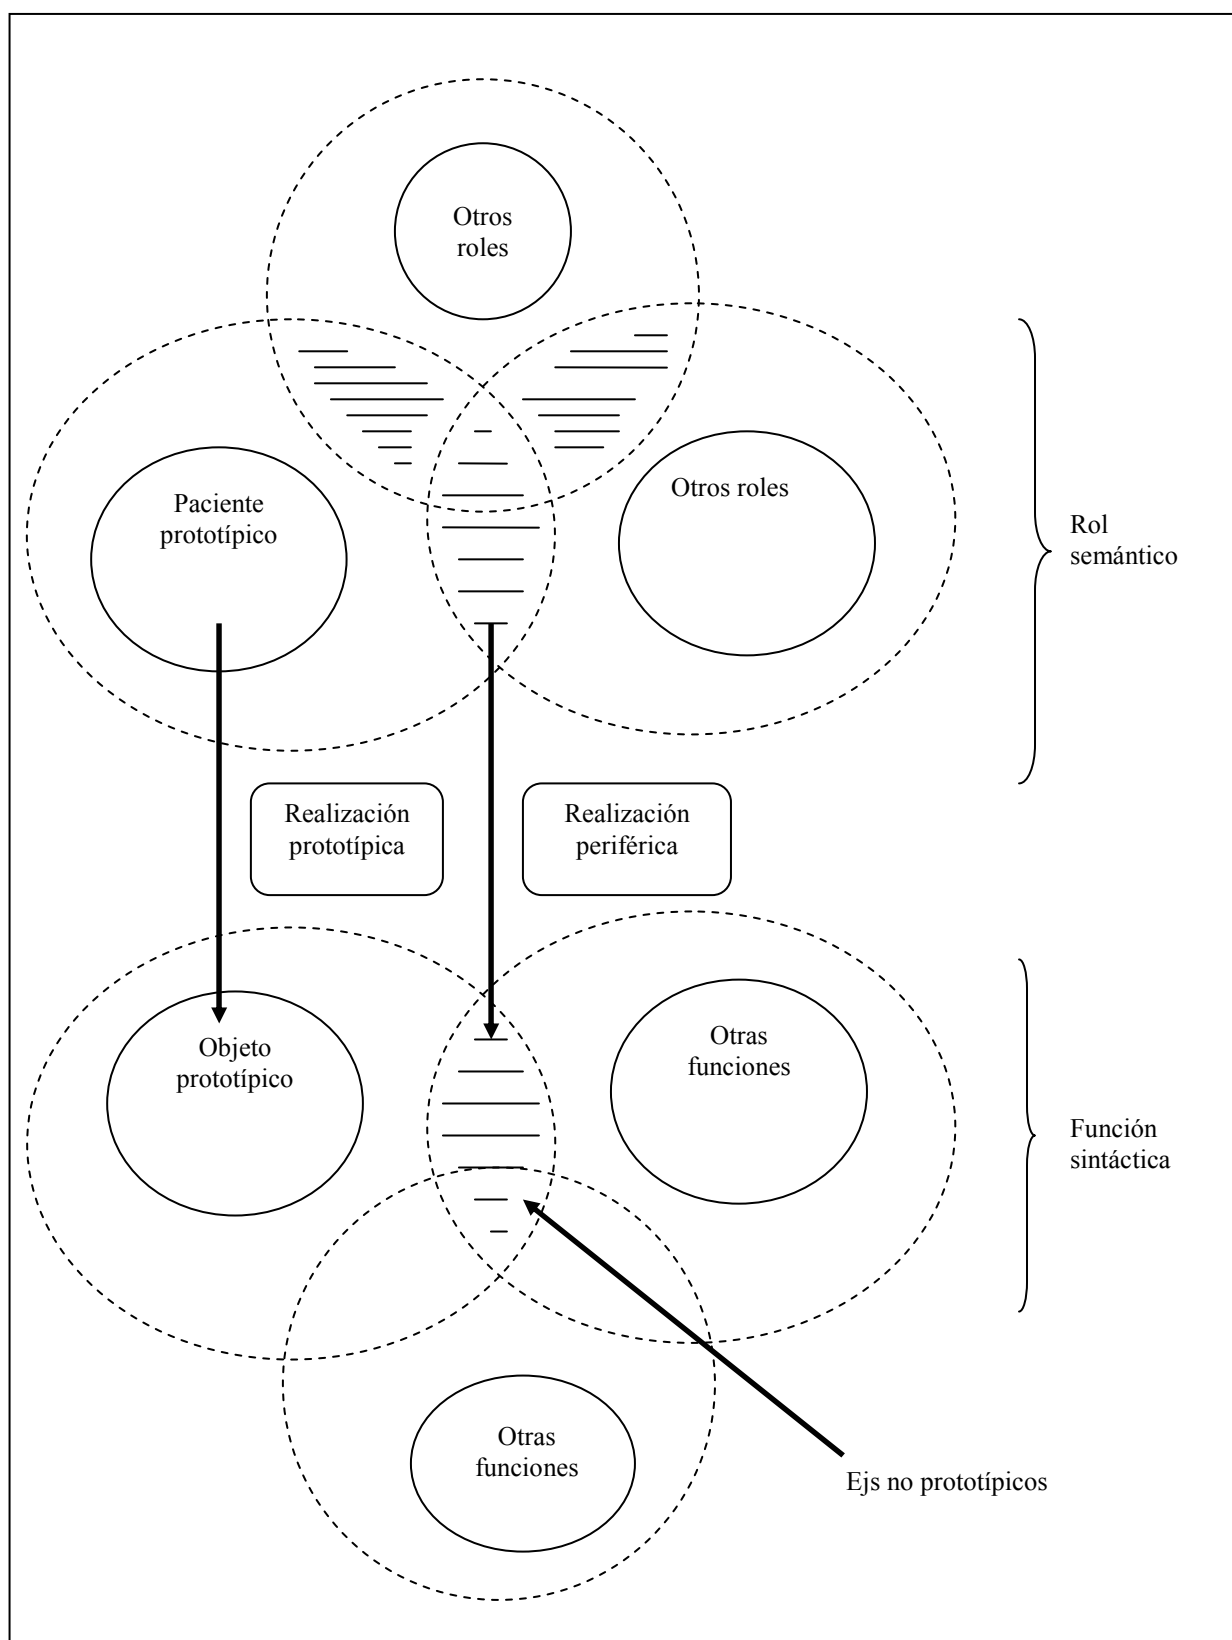 Otros
roles
Paciente
prototípico
Otros roles
Rol
semántico
Realización
prototípica
Realización
periférica
Objeto
prototípico
Otras
funciones
Función
sintáctica
Otras
funciones
Ejs no prototípicos